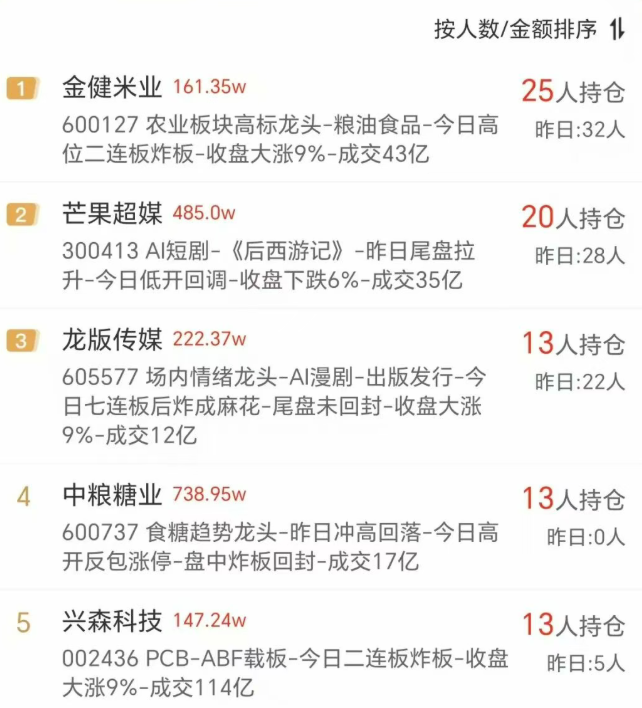 按人数/金额排序
1 金健米业 161.35w 25人持仓
600127 农业板块高标龙头-粮油食品-今日高 昨日:32人
位二连板炸板-收盘大涨9%-成交43亿
2 芒果超媒 485.0w 20人持仓
300413 AI短剧-《后西游记》-昨日尾盘拉 昨日:28人
升-今日低开回调-收盘下跌6%-成交35亿
3 龙版传媒 222.37w 13人持仓
605577 场内情绪龙头-AI漫剧-出版发行-今 昨日:22人
日七连板后炸成麻花-尾盘未回封-收盘大涨
9%-成交12亿
4 中粮糖业 738.95w 13人持仓
600737 食糖趋势龙头-昨日冲高回落-今日高 昨日:0人
开反包涨停-盘中炸板回封-成交17亿
5 兴森科技 147.24w 13人持仓
002436 PCB-ABF载板-今日二连板炸板-收盘 昨日:5人
大涨9%-成交114亿